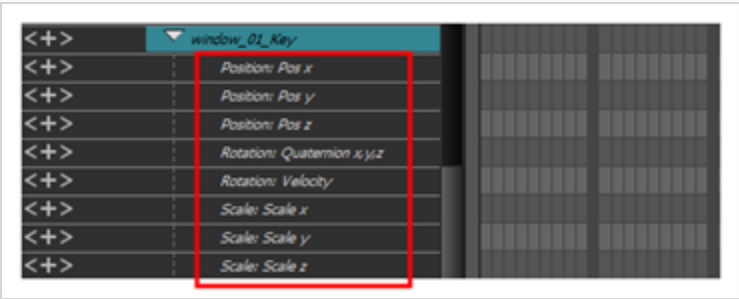 <+> window_01_Key
<+> Position: Pos x
<+> Position: Pos y
<+> Position: Pos z
<+> Rotation: Quaternion x,y,z
<+> Rotation: Velocity
<+> Scale: Scale x
<+> Scale: Scale y
<+> Scale: Scale z